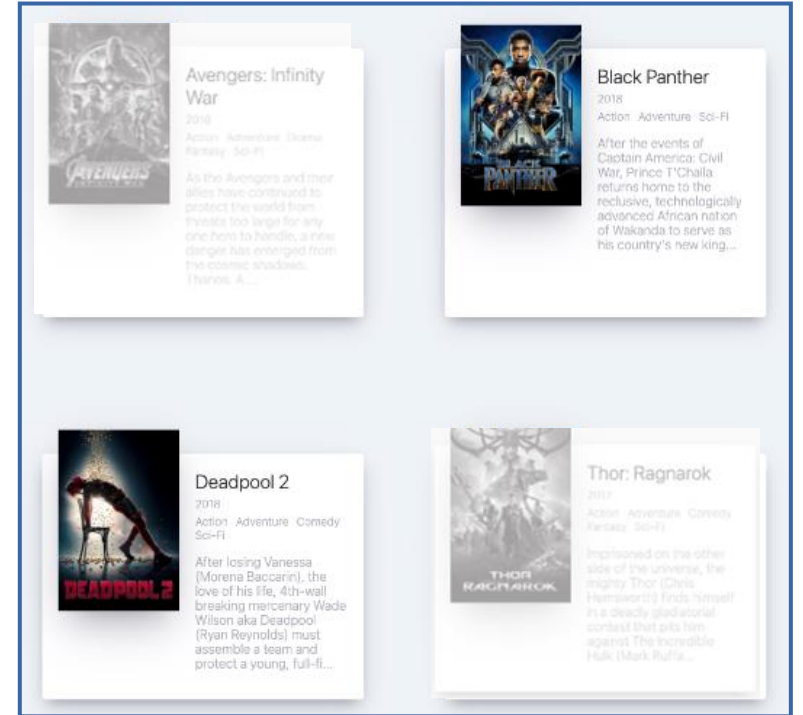 Avengers: Infinity
War
2018
Action Adventure Drama
Fantasy Sci-Fi
As the Avengers and their
allies have continued to
protect the world from
threats too large for any
one hero to handle, a new
danger has emerged from
the cosmic shadows:
Thanos. A...
AVENGERS
INFINITY WAR
Black Panther
2018
Action Adventure Sci-Fi
After the events of
Captain America: Civil
War, Prince T'Challa
returns home to the
reclusive, technologically
advanced African nation
of Wakanda to serve as
his country's new king...
BLACK
PANTHER
Deadpool 2
2018
Action Adventure Comedy
Sci-Fi
After losing Vanessa
(Morena Baccarin), the
love of his life, 4th-wall
breaking mercenary Wade
Wilson aka Deadpool
(Ryan Reynolds) must
assemble a team and
protect a young, full-fi...
DEADPOOL 2
Thor: Ragnarok
2017
Action Adventure Comedy
Fantasy Sci-Fi
Imprisoned on the other
side of the universe, the
mighty Thor (Chris
Hemsworth) finds himself
in a deadly gladiatorial
contest that pits him
against The Incredible
Hulk (Mark Ruffa...
THOR
RAGNAROK